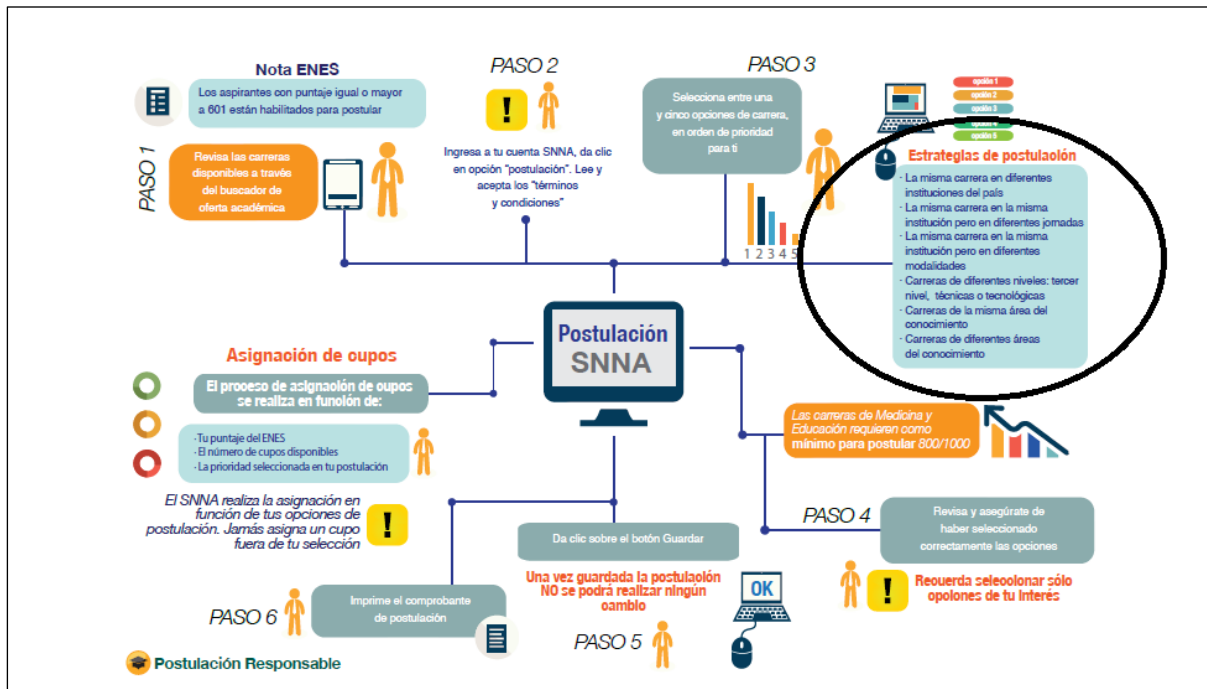 Nota ENES
Los aspirantes con puntaje igual o mayor
a 601 están habilitados para postular
PASO 1
Revisa las carreras
disponibles a través
del buscador de
oferta académica
PASO 2
!
Ingresa a tu cuenta SNNA, da clic
en opción "postulación". Lee y
acepta los "términos
y condiciones"
PASO 3
Selecciona entre una
y cinco opciones de carrera,
en orden de prioridad
para ti
1 2 3 4 5
opción 1
opción 2
opción 3
opción 5
Estrategias de postulación
· La misma carrera en diferentes
instituciones del país
· La misma carrera en la misma
institución pero en diferentes jornadas
· La misma carrera en la misma
institución pero en diferentes
modalidades
· Carreras de diferentes niveles: tercer
nivel, técnicas o tecnológicas
· Carreras de la misma área del
conocimiento
· Carreras de diferentes áreas
del conocimiento
Postulación
SNNA
Asignación de cupos
El proceso de asignación de cupos
se realiza en función de:
· Tu puntaje del ENES
· El número de cupos disponibles
· La prioridad seleccionada en tu postulación
El SNNA realiza la asignación en
función de tus opciones de
postulación. Jamás asigna un cupo
fuera de tu selección
!
Las carreras de Medicina y
Educación requieren como
mínimo para postular 800/1000
PASO 4
Revisa y asegúrate de
haber seleccionado
correctamente las opciones
!
Recuerda seleccionar sólo
opciones de tu interés
Da clic sobre el botón Guardar
Una vez guardada la postulación
NO se podrá realizar ningún
cambio
OK
PASO 5
PASO 6
Imprime el comprobante
de postulación
Postulación Responsable